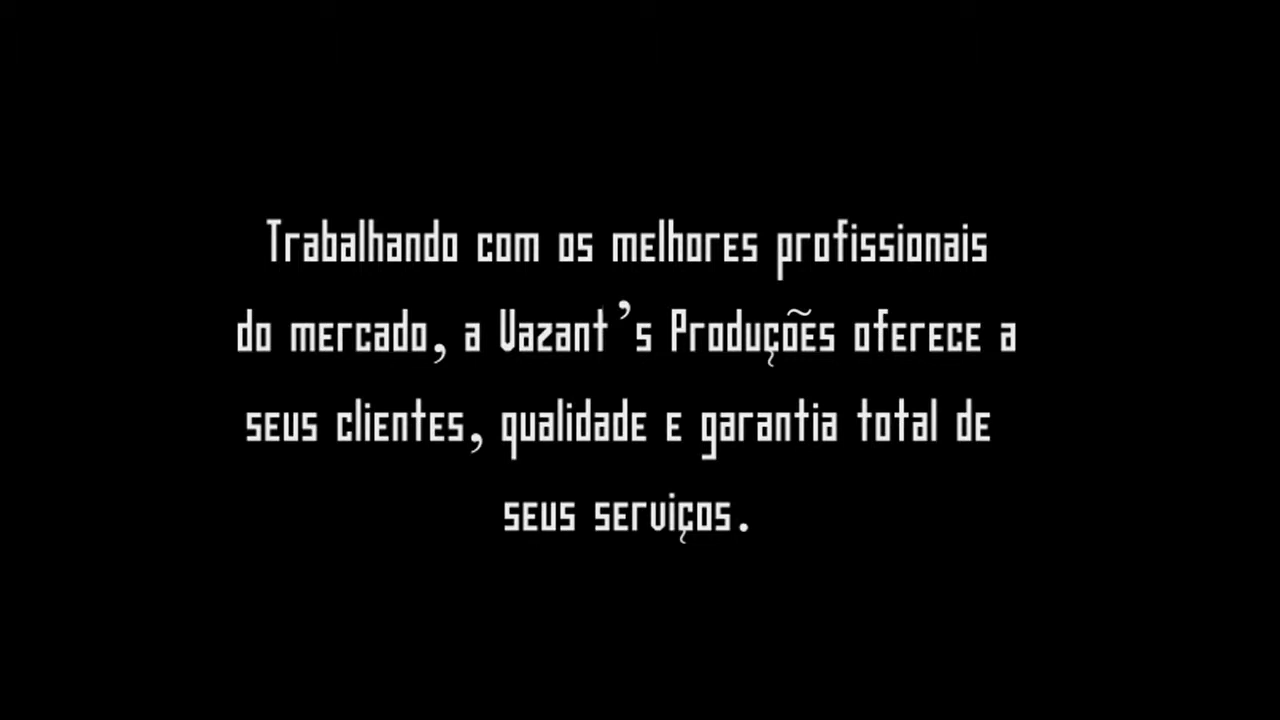 Trabalhando com os melhores profissionais
do mercado, a Vazant's Produções oferece a
seus clientes, qualidade e garantia total de
seus serviços.